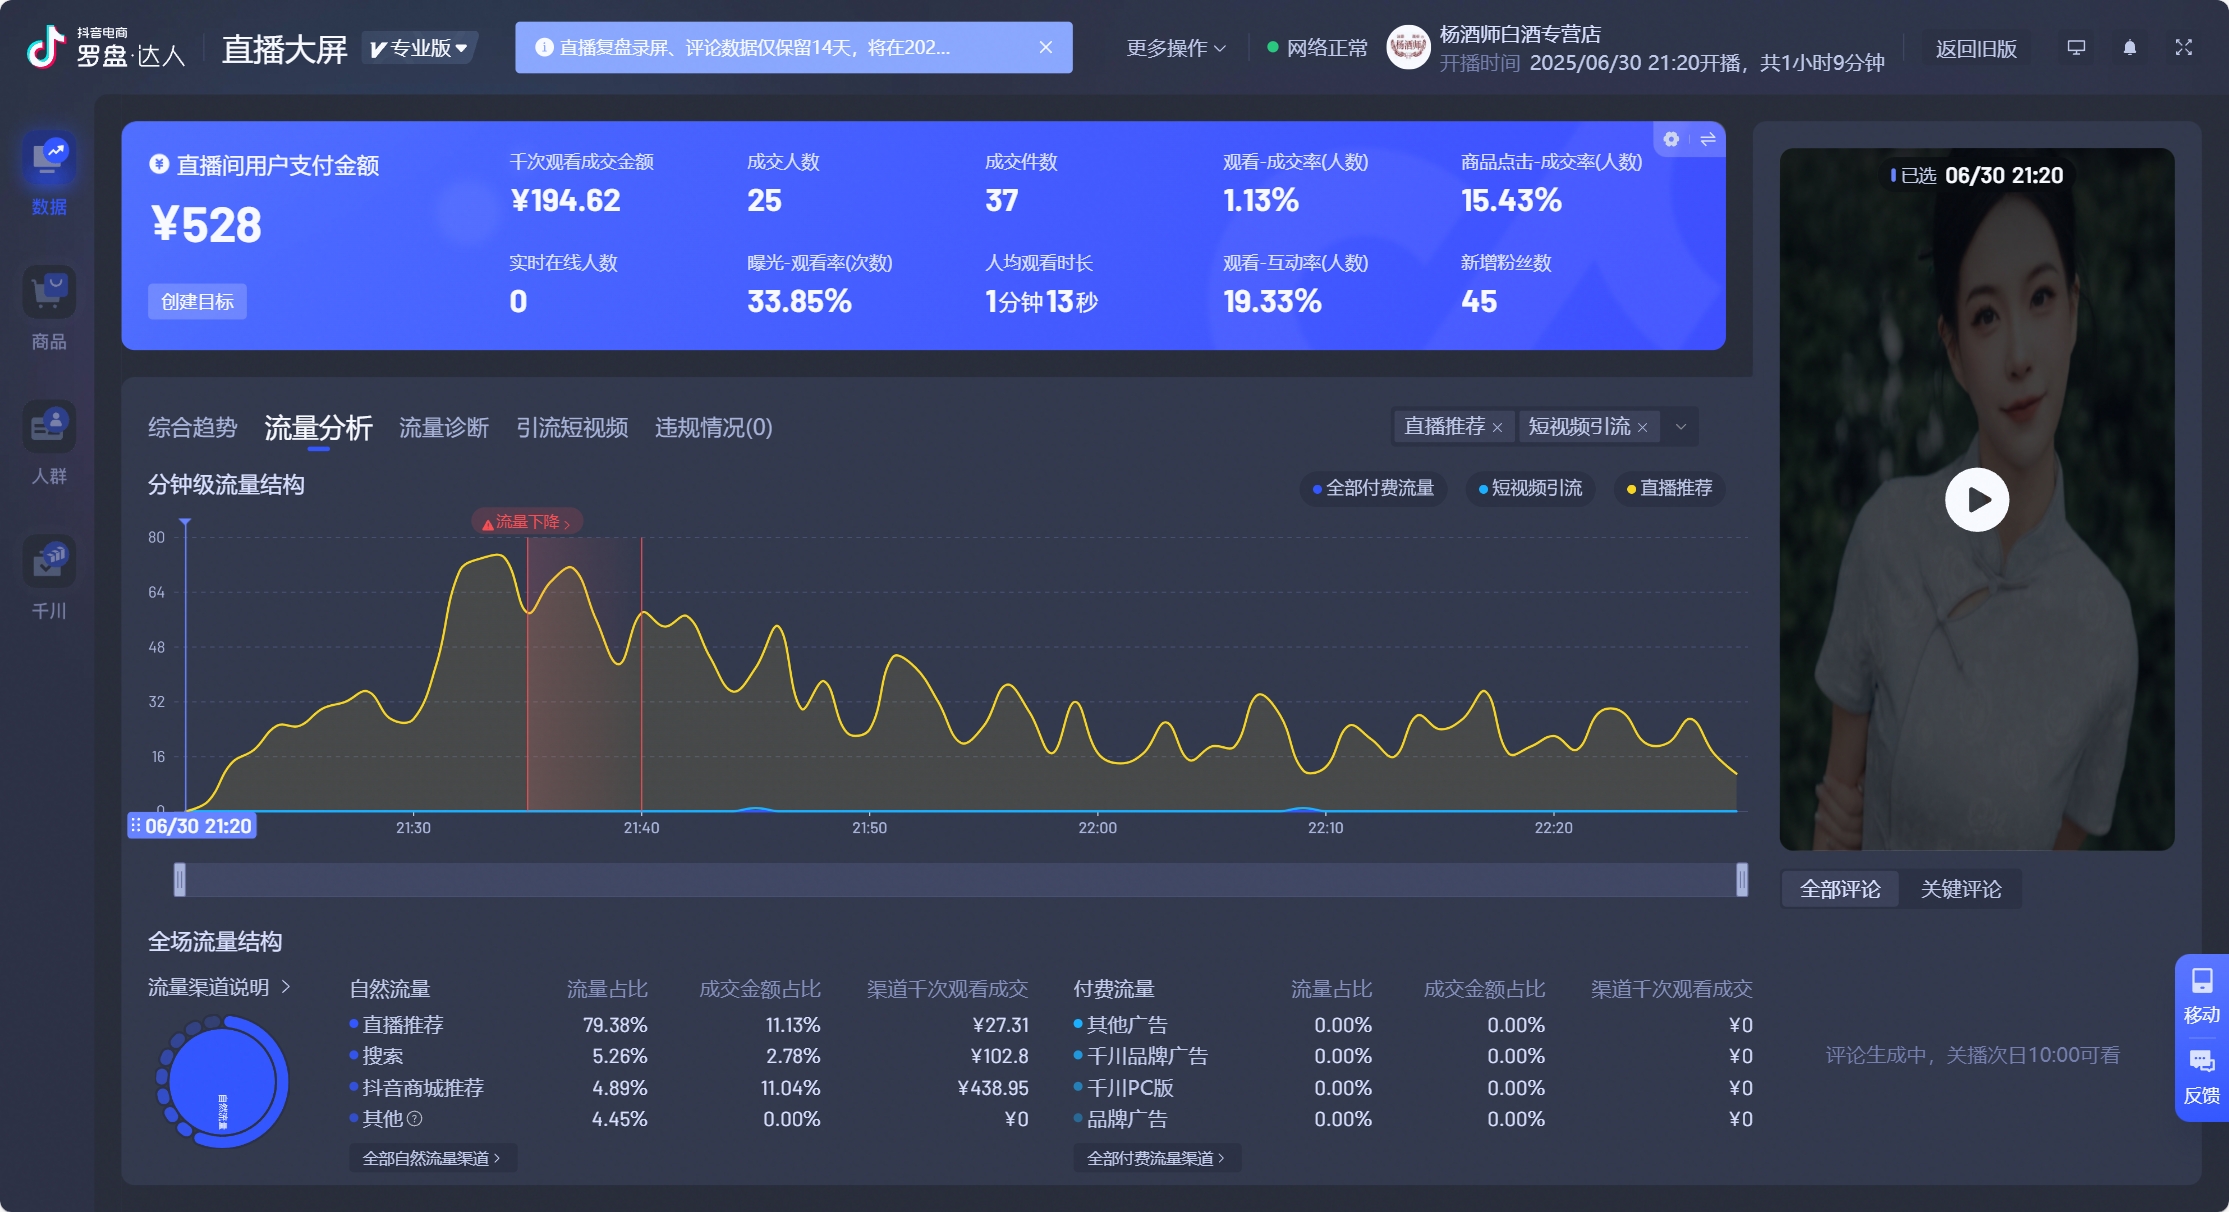 抖音电商
罗盘·达人
直播大屏
专业版
直播复盘录屏、评论数据仅保留14天，将在202...
更多操作
网络正常
杨酒师
杨酒师白酒专营店
开播时间 2025/06/30 21:20开播，共1小时9分钟
返回旧版
数据
商品
人群
千川
直播间用户支付金额
¥528
创建目标
千次观看成交金额
¥194.62
成交人数
25
成交件数
37
观看-成交率(人数)
1.13%
商品点击-成交率(人数)
15.43%
实时在线人数
0
曝光-观看率(次数)
33.85%
人均观看时长
1分钟13秒
观看-互动率(人数)
19.33%
新增粉丝数
45
已选 06/30 21:20
综合趋势 流量分析 流量诊断 引流短视频 违规情况(0)
直播推荐 × 短视频引流 ×
分钟级流量结构
全部付费流量 短视频引流 直播推荐
流量下降 >
80
64
48
32
16
0
06/30 21:20 21:30 21:40 21:50 22:00 22:10 22:20
全部评论 关键评论
评论生成中，关播次日10:00可看
移动
反馈
全场流量结构
流量渠道说明 >
自然流量
自然流量 流量占比 成交金额占比 渠道千次观看成交
直播推荐 79.38% 11.13% ¥27.31
搜索 5.26% 2.78% ¥102.8
抖音商城推荐 4.89% 11.04% ¥438.95
其他 ? 4.45% 0.00% ¥0
全部自然流量渠道 >
付费流量 流量占比 成交金额占比 渠道千次观看成交
其他广告 0.00% 0.00% ¥0
千川品牌广告 0.00% 0.00% ¥0
千川PC版 0.00% 0.00% ¥0
品牌广告 0.00% 0.00% ¥0
全部付费流量渠道 >